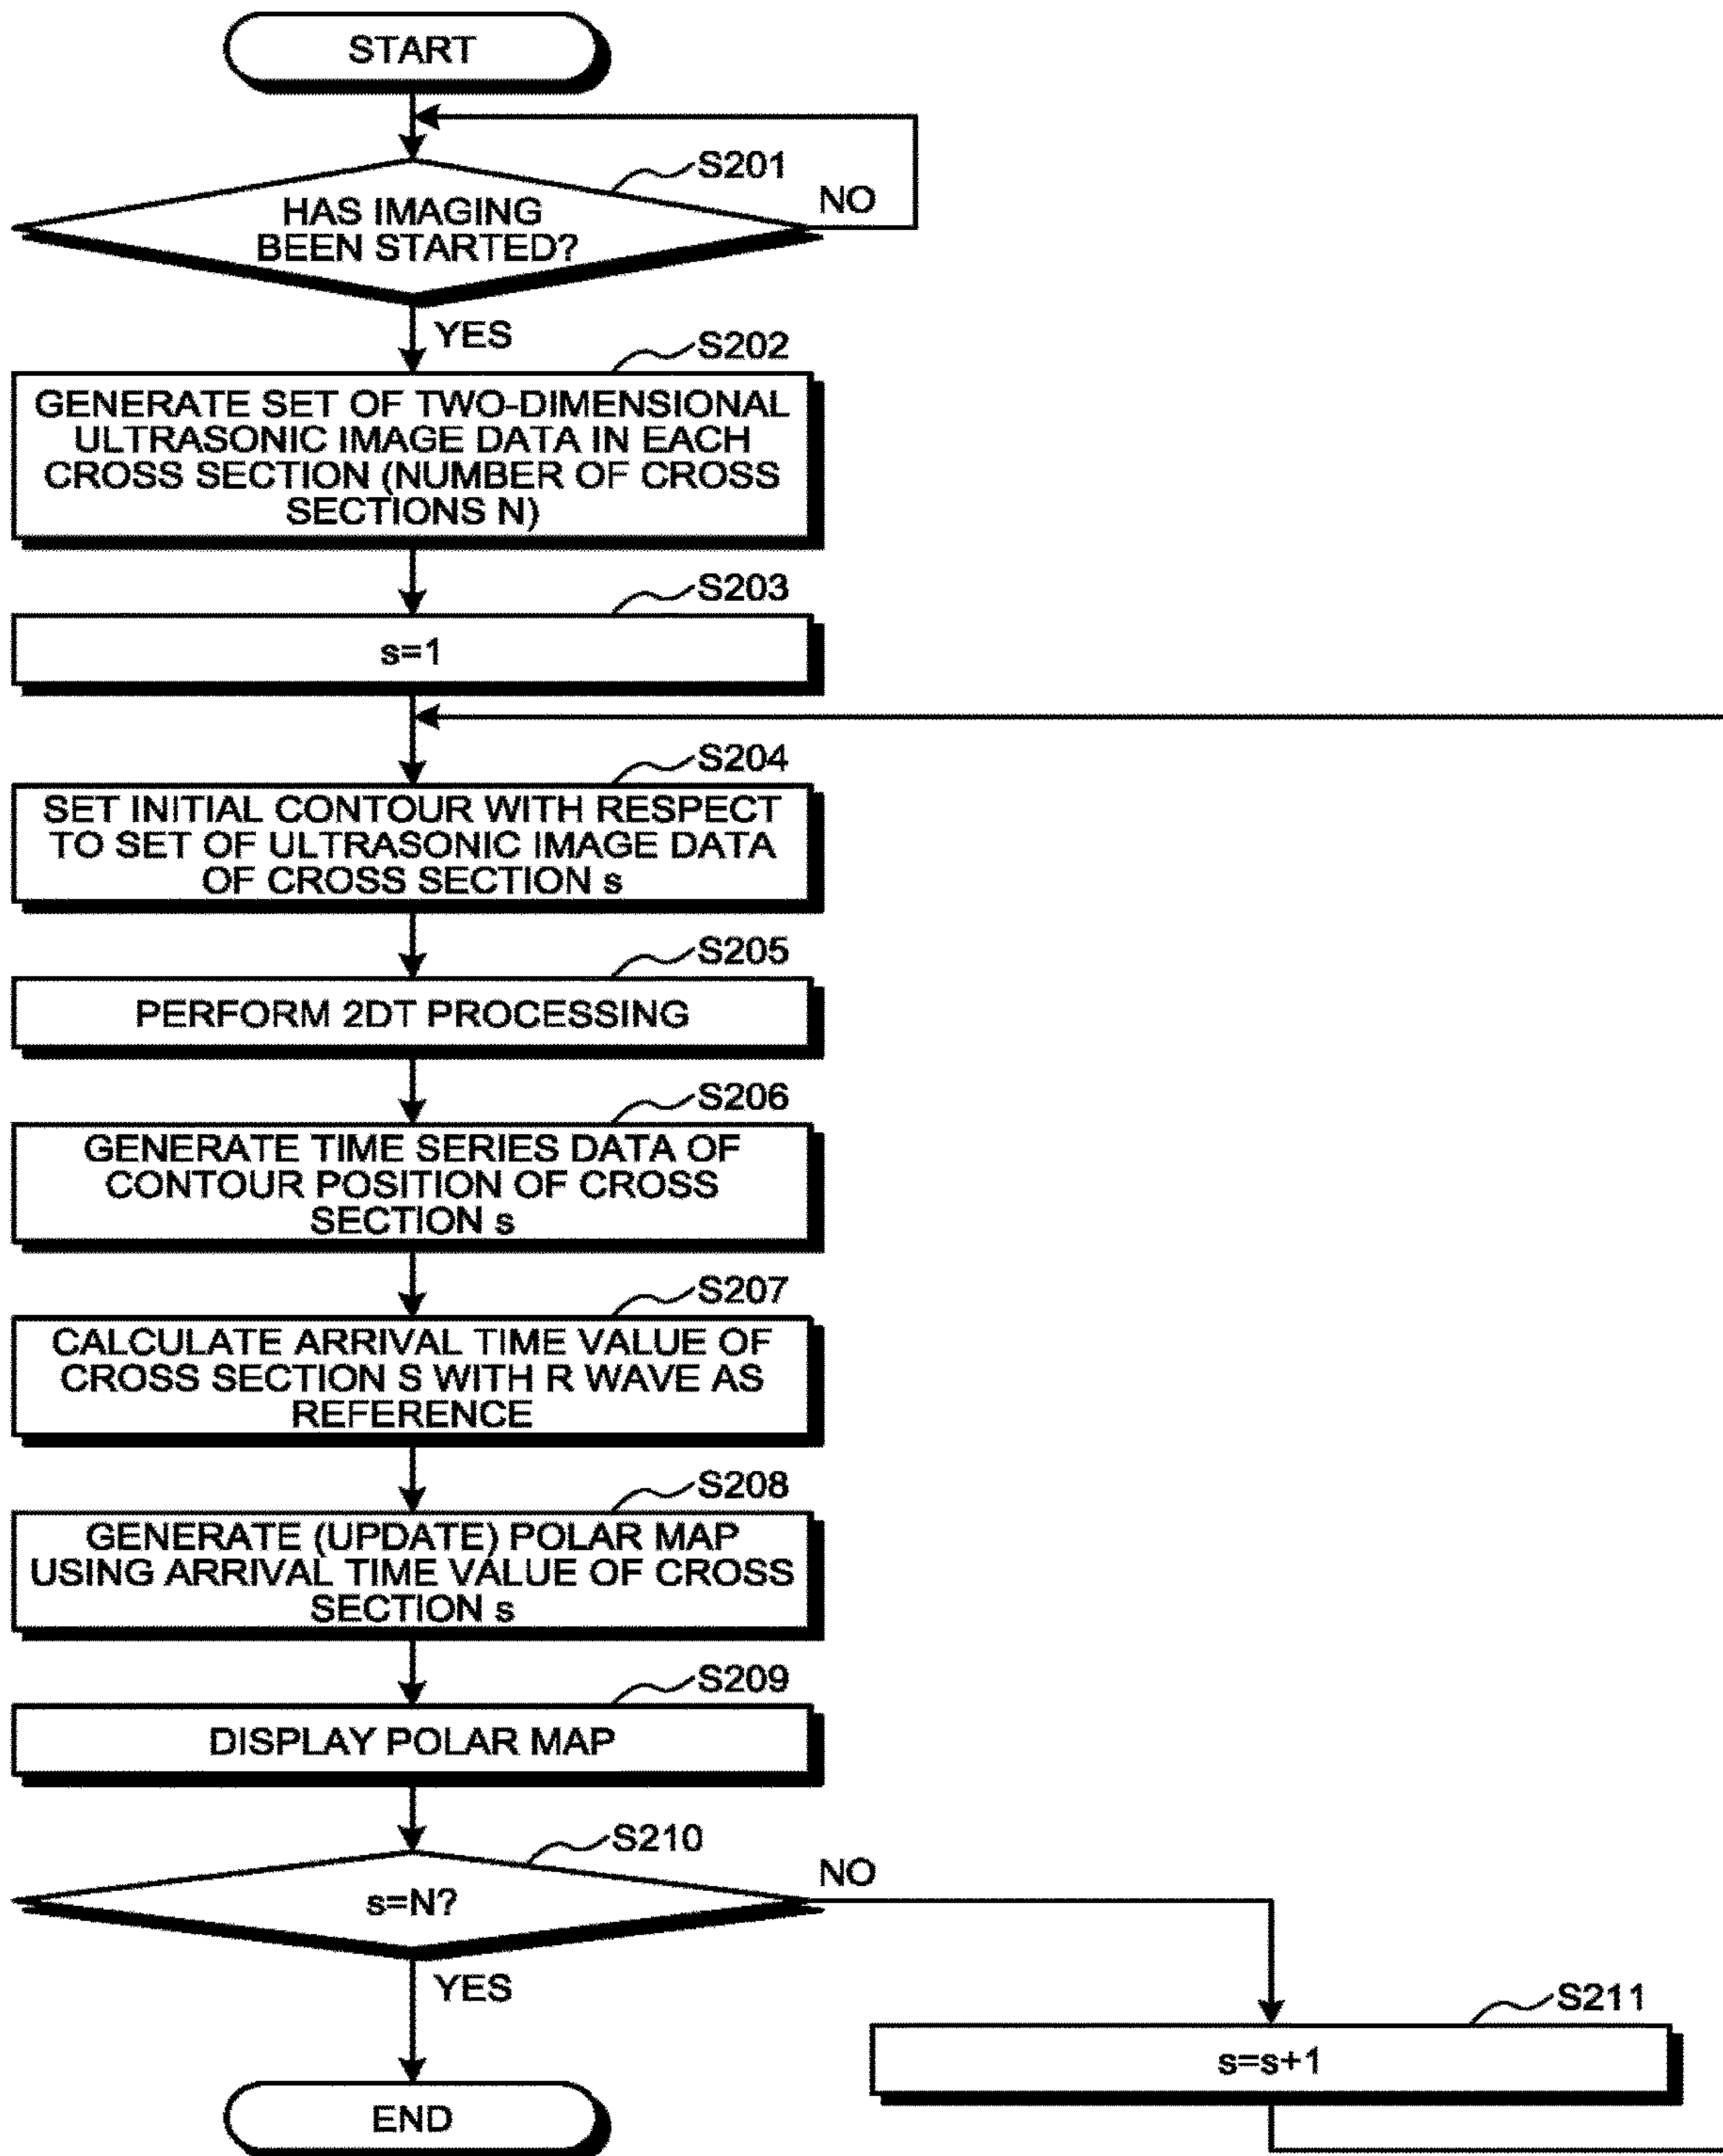 START
S201
NO
HAS IMAGING
BEEN STARTED?
YES
S202
GENERATE SET OF TWO-DIMENSIONAL
ULTRASONIC IMAGE DATA IN EACH
CROSS SECTION (NUMBER OF CROSS
SECTIONS N)
S203
s=1
S204
SET INITIAL CONTOUR WITH RESPECT
TO SET OF ULTRASONIC IMAGE DATA
OF CROSS SECTION s
S205
PERFORM 2DT PROCESSING
S206
GENERATE TIME SERIES DATA OF
CONTOUR POSITION OF CROSS
SECTION s
S207
CALCULATE ARRIVAL TIME VALUE OF
CROSS SECTION S WITH R WAVE AS
REFERENCE
S208
GENERATE (UPDATE) POLAR MAP
USING ARRIVAL TIME VALUE OF CROSS
SECTION s
S209
DISPLAY POLAR MAP
S210
NO
s=N?
YES
S211
s=s+1
END